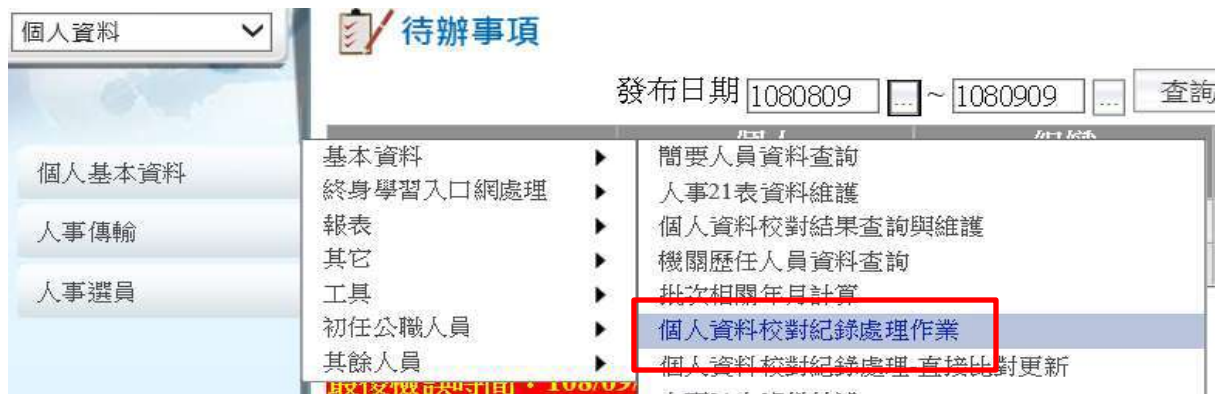 個人資料
待辦事項
發布日期 1080809 ... ~ 1080909 ... 查詢
個人基本資料
人事傳輸
人事選員
基本資料
終身學習入口網處理
報表
其它
工具
初任公職人員
其餘人員
簡要人員資料查詢
人事21表資料維護
個人資料校對結果查詢與維護
機關歷任人員資料查詢
批次相關年月計算
個人資料校對紀錄處理作業
個人資料校對紀錄處理-直接比對更新